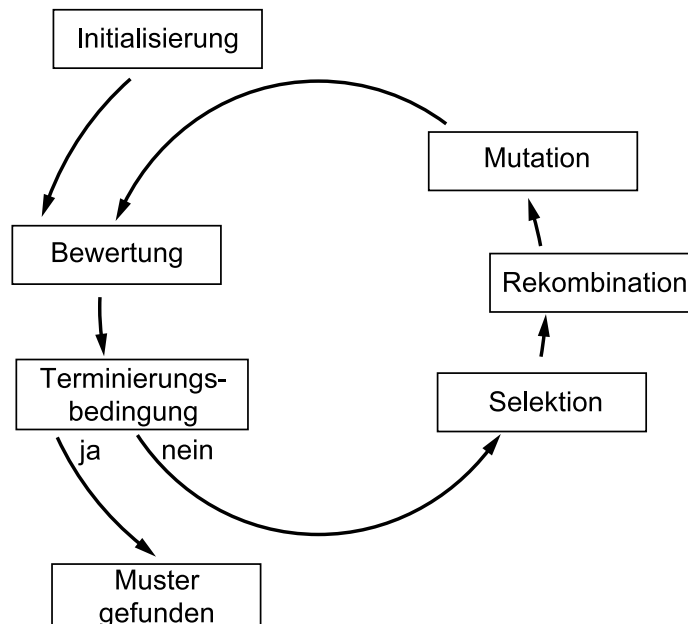 Initialisierung
Mutation
Bewertung
Rekombination
Terminierungs-
bedingung
Selektion
ja
nein
Muster
gefunden